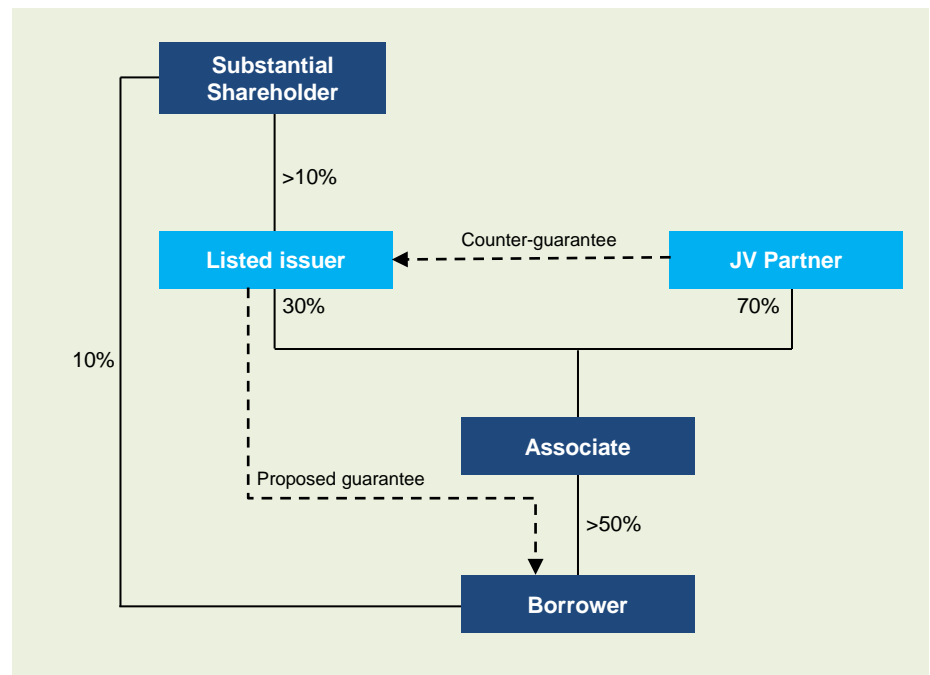 Substantial
Shareholder
>10%
Counter-guarantee
Listed issuer
JV Partner
30%
70%
10%
Associate
Proposed guarantee
>50%
Borrower